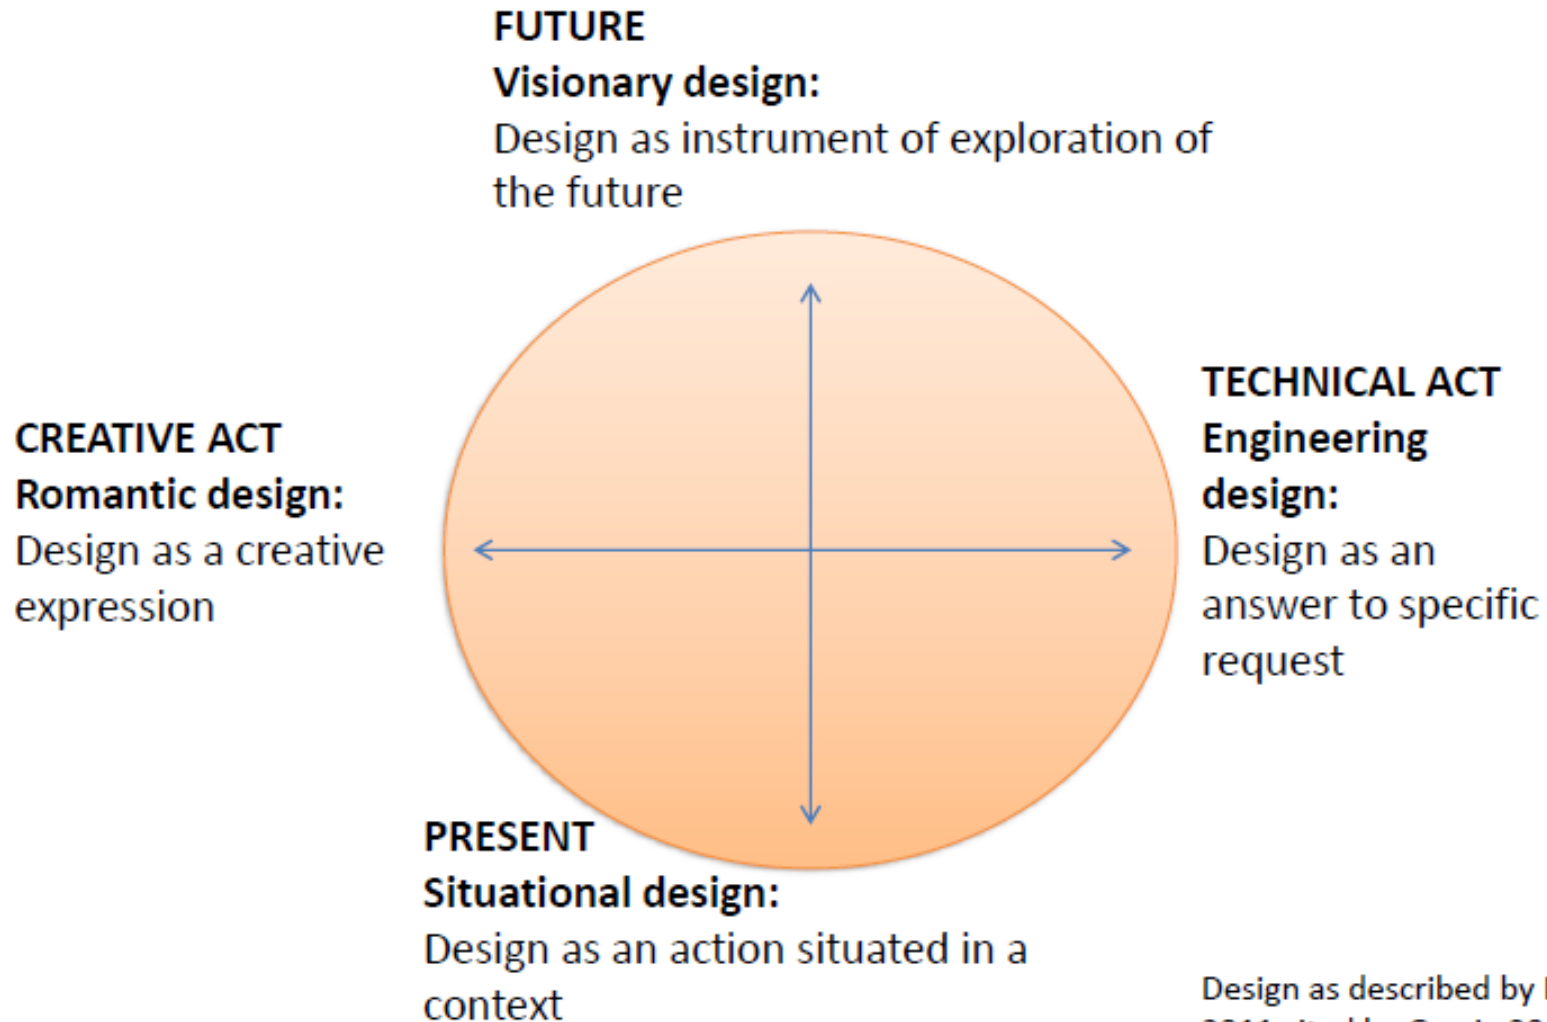 FUTURE
Visionary design:
Design as instrument of exploration of
the future
CREATIVE ACT
Romantic design:
Design as a creative
expression
TECHNICAL ACT
Engineering
design:
Design as an
answer to specific
request
PRESENT
Situational design:
Design as an action situated in a
context
Design as described by